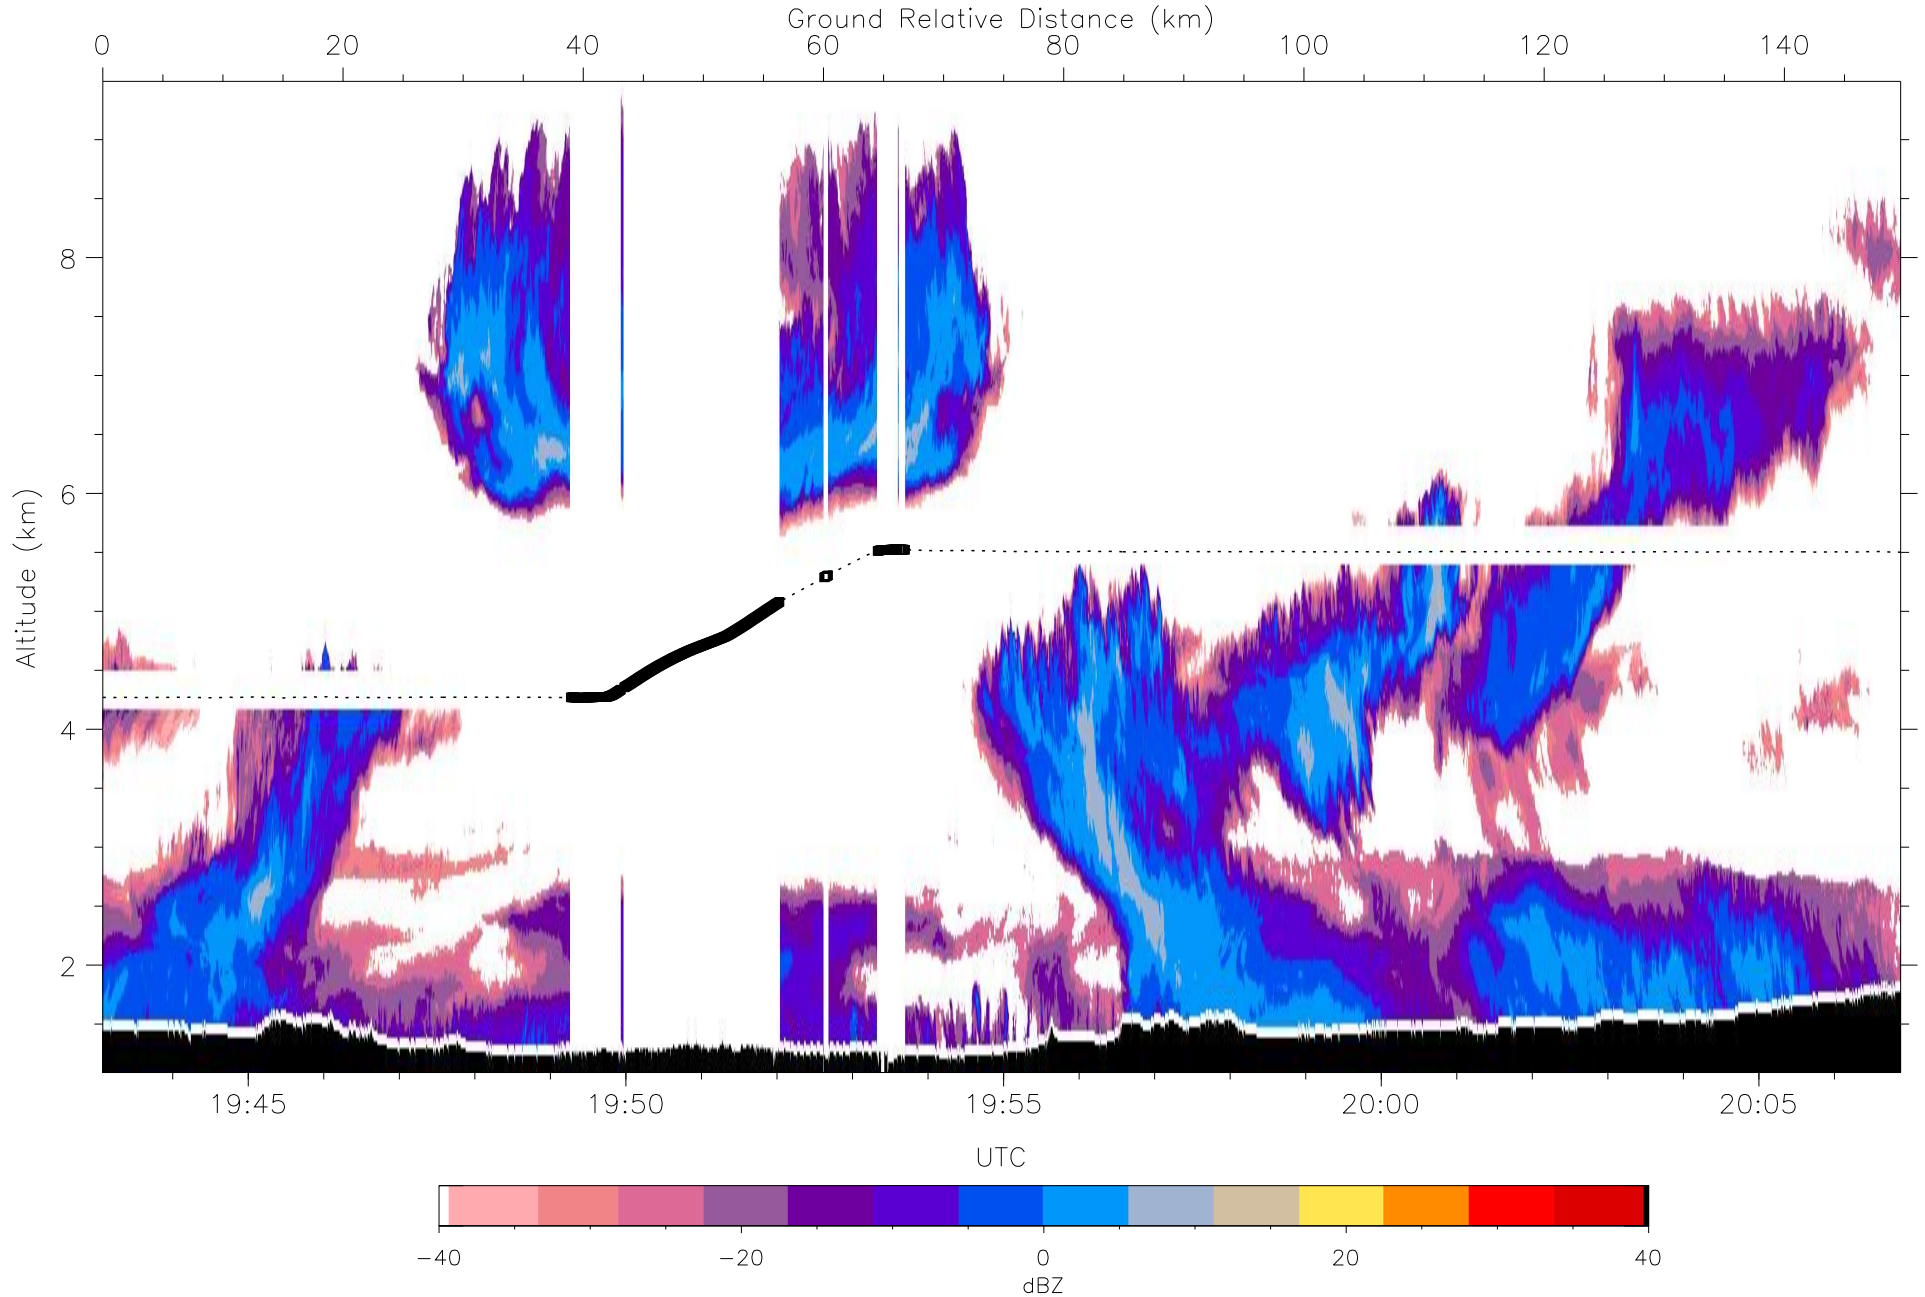 Ground Relative Distance (km)
0 20 40 60 80 100 120 140
8
6
4
2
Altitude (km)
19:45 19:50 19:55 20:00 20:05
UTC
−40 −20 0 20 40
dBZ